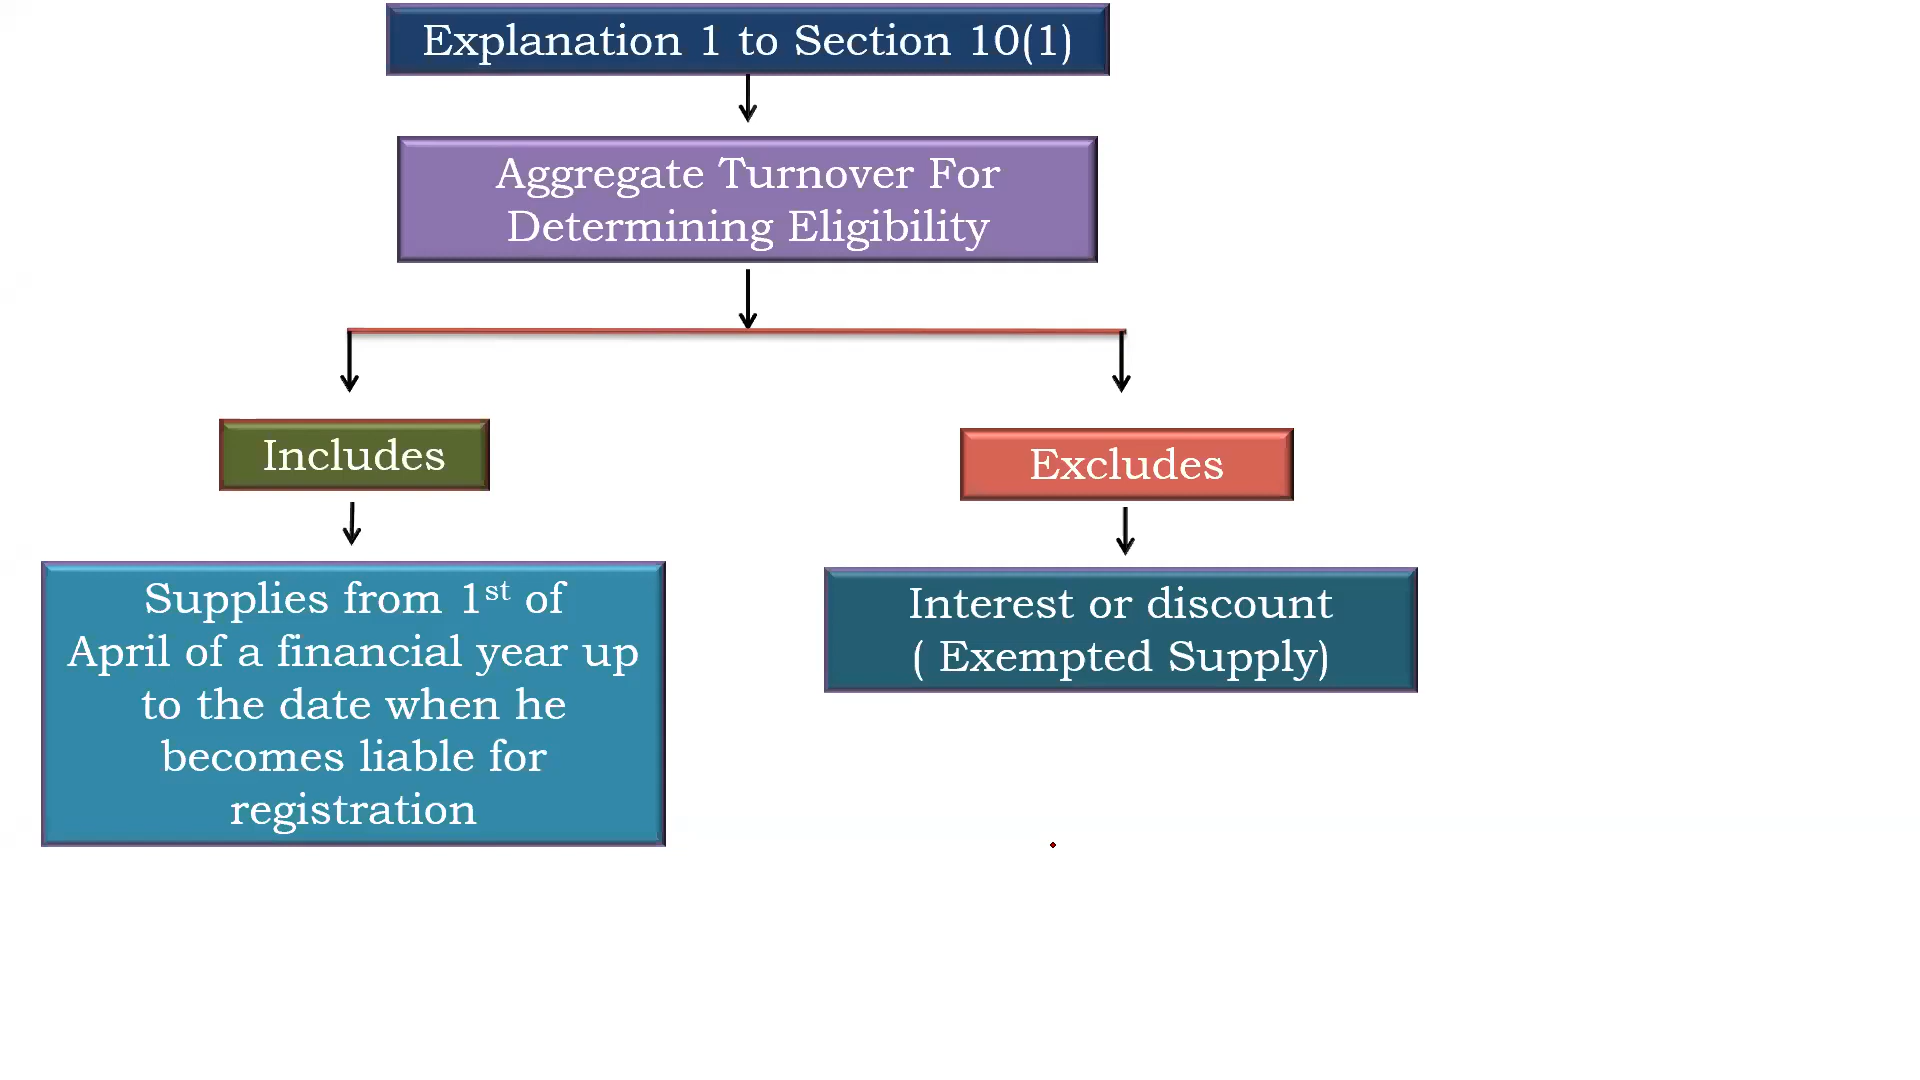 Explanation 1 to Section 10(1)
Aggregate Turnover For
Determining Eligibility
Includes
Excludes
Supplies from 1st of
April of a financial year up
to the date when he
becomes liable for
registration
Interest or discount
( Exempted Supply)